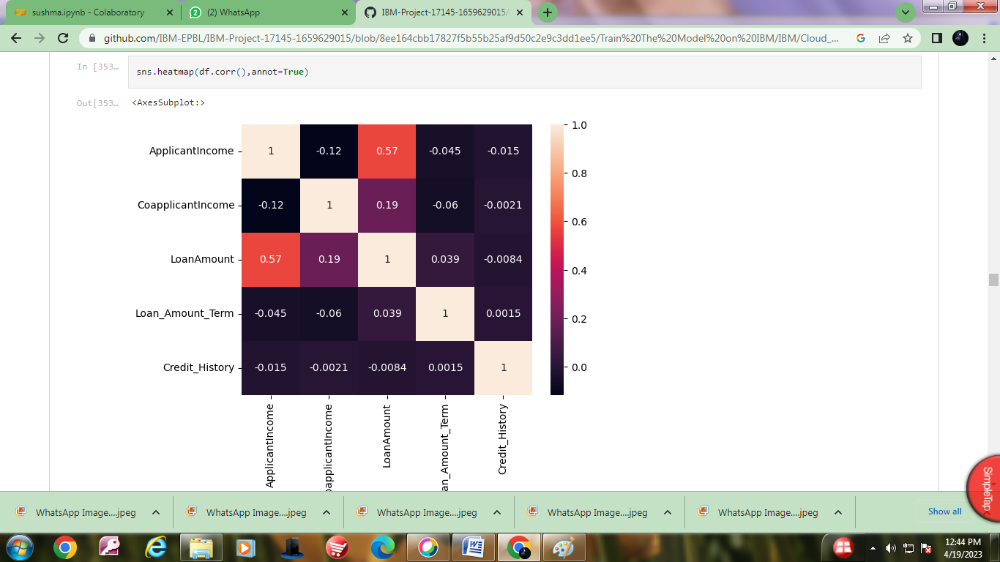 sushma.ipynb - Colaboratory
(2) WhatsApp
IBM-Project-17145-1659629015/
github.com/IBM-EPBL/IBM-Project-17145-1659629015/blob/8ee164cbb17827f5b55b25af9d50c2e9c3dd1ee5/Train%20The%20Model%20on%20IBM/IBM/Cloud_...
In [353...
sns.heatmap(df.corr(),annot=True)
Out[353...
<AxesSubplot:>
ApplicantIncome 1 -0.12 0.57 -0.045 -0.015
CoapplicantIncome -0.12 1 0.19 -0.06 -0.0021
LoanAmount 0.57 0.19 1 0.039 -0.0084
Loan_Amount_Term -0.045 -0.06 0.039 1 0.0015
Credit_History -0.015 -0.0021 -0.0084 0.0015 1
1.0
0.8
0.6
0.4
0.2
0.0
ApplicantIncome
oapplicantIncome
LoanAmount
an_Amount_Term
Credit_History
SimpleTap
WhatsApp Image....jpeg
WhatsApp Image....jpeg
WhatsApp Image....jpeg
WhatsApp Image....jpeg
WhatsApp Image....jpeg
Show all
12:44 PM
4/19/2023